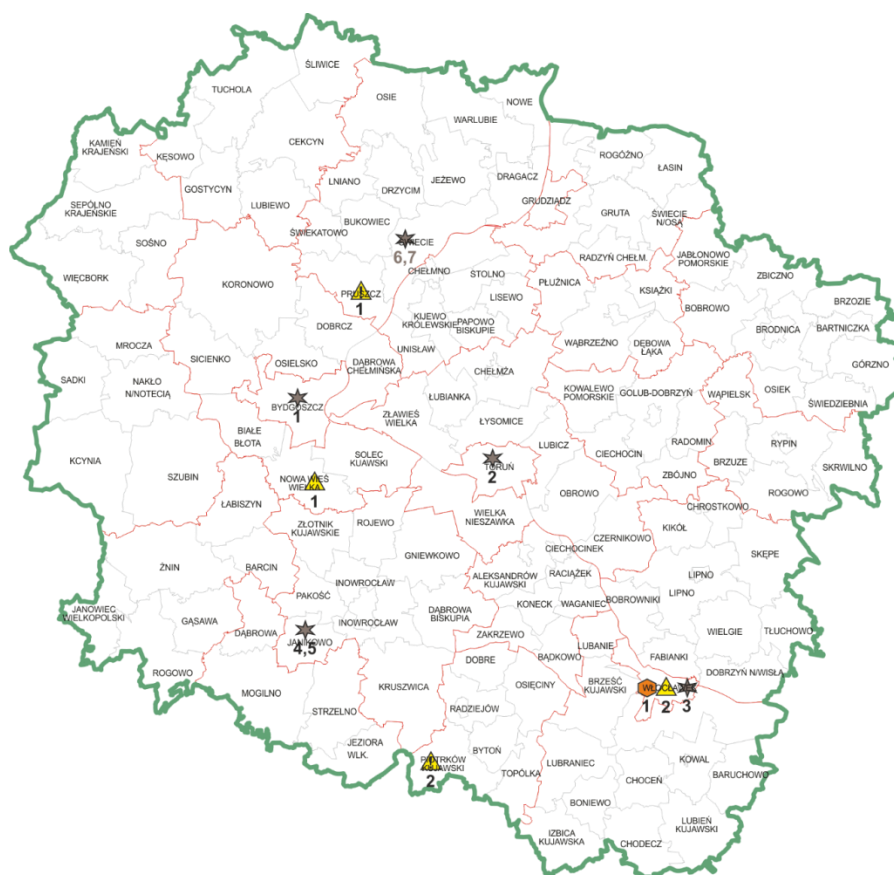 ŚLIWICE
TUCHOLA
OSIE
NOWE
WARLUBIE
KAMIEŃ
KRAJEŃSKI
KĘSOWO
CEKCYN
ROGÓŹNO
ŁASIN
LNIANO
JEŻEWO
DRAGACZ
GOSTYCYN
DRZYCIM
GRUDZIĄDZ
SEPÓLNO
KRAJEŃSKIE
LUBIEWO
BUKOWIEC
GRUTA
ŚWIECIE
N/OSĄ
ŚWIEKATOWO
SOŚNO
6,7
RADZYŃ CHEŁM.
JABŁONOWO
POMORSKIE
WIĘCBORK
KORONOWO
CHEŁMNO
STOLNO
PŁUŻNICA
ZBICZNO
KSIĄŻKI
LISEWO
BOBROWO
BRZOZIE
1
KIJEWO
KRÓLEWSKIE
PAPOWO
BISKUPIE
DOBRCZ
BRODNICA
BARTNICZKA
MROCZA
SICIENKO
UNISŁAW
WĄBRZEŹNO
DĘBOWA
ŁĄKA
OSIELSKO
DĄBROWA
CHEŁMIŃSKA
GÓRZNO
SADKI
NAKŁO
N/NOTECIĄ
CHEŁMŻA
KOWALEWO
POMORSKIE
GOLUB-DOBRZYŃ
WĄPIELSK
OSIEK
ŚWIEDZIEBNIA
ŁUBIANKA
BYDGOSZCZ
1
ZŁAWIEŚ
WIELKA
ŁYSOMICE
BIAŁE
BŁOTA
LUBICZ
RADOMIN
RYPIN
SOLEC
KUJAWSKI
CIECHOCIN
BRZUZE
KCYNIA
TORUŃ
2
SKRWILNO
SZUBIN
NOWA WIEŚ
WIELKA
1
ZBÓJNO
ROGOWO
OBROWO
ŁABISZYN
WIELKA
NIESZAWKA
CHROSTKOWO
ZŁOTNIK
KUJAWSKIE
ROJEWO
KIKÓŁ
CZERNIKOWO
CIECHOCINEK
GNIEWKOWO
SKĘPE
ŻNIN
BARCIN
ALEKSANDRÓW
KUJAWSKI
RACIĄŻEK
LIPNO
INOWROCŁAW
BOBROWNIKI
LIPNO
PAKOŚĆ
KONECK
WAGANIEC
JANOWIEC
WIELKOPOLSKI
GĄSAWA
DĄBROWA
BISKUPIA
INOWROCŁAW
WIELGIE
TŁUCHOWO
DĄBROWA
JANIKOWO
4,5
ZAKRZEWO
LUBANIE
FABIANKI
DOBRE
BĄDKOWO
ROGOWO
DOBRZYŃ N/WISŁĄ
BRZEŚĆ
KUJAWSKI
OSIĘCINY
KRUSZWICA
MOGILNO
1
2
3
STRZELNO
RADZIEJÓW
JEZIORA
WLK.
BYTOŃ
LUBRANIEC
KOWAL
PIOTRKÓW
KUJAWSKI
2
TOPÓLKA
CHOCEŃ
BARUCHOWO
BONIEWO
LUBIEŃ
KUJAWSKI
IZBICA
KUJAWSKA
CHODECZ